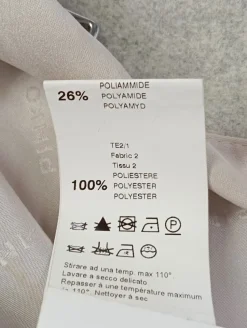 POLIAMMIDE
26% POLYAMIDE
POLYAMYD
TE2/1
Fabric 2
Tissu 2
POLIESTERE
100% POLYESTER
POLYESTER
P
Stirare ad una temp. max 110°.
Lavare a secco delicato.
Repasser à une température maximum
110°. Nettoyer à sec